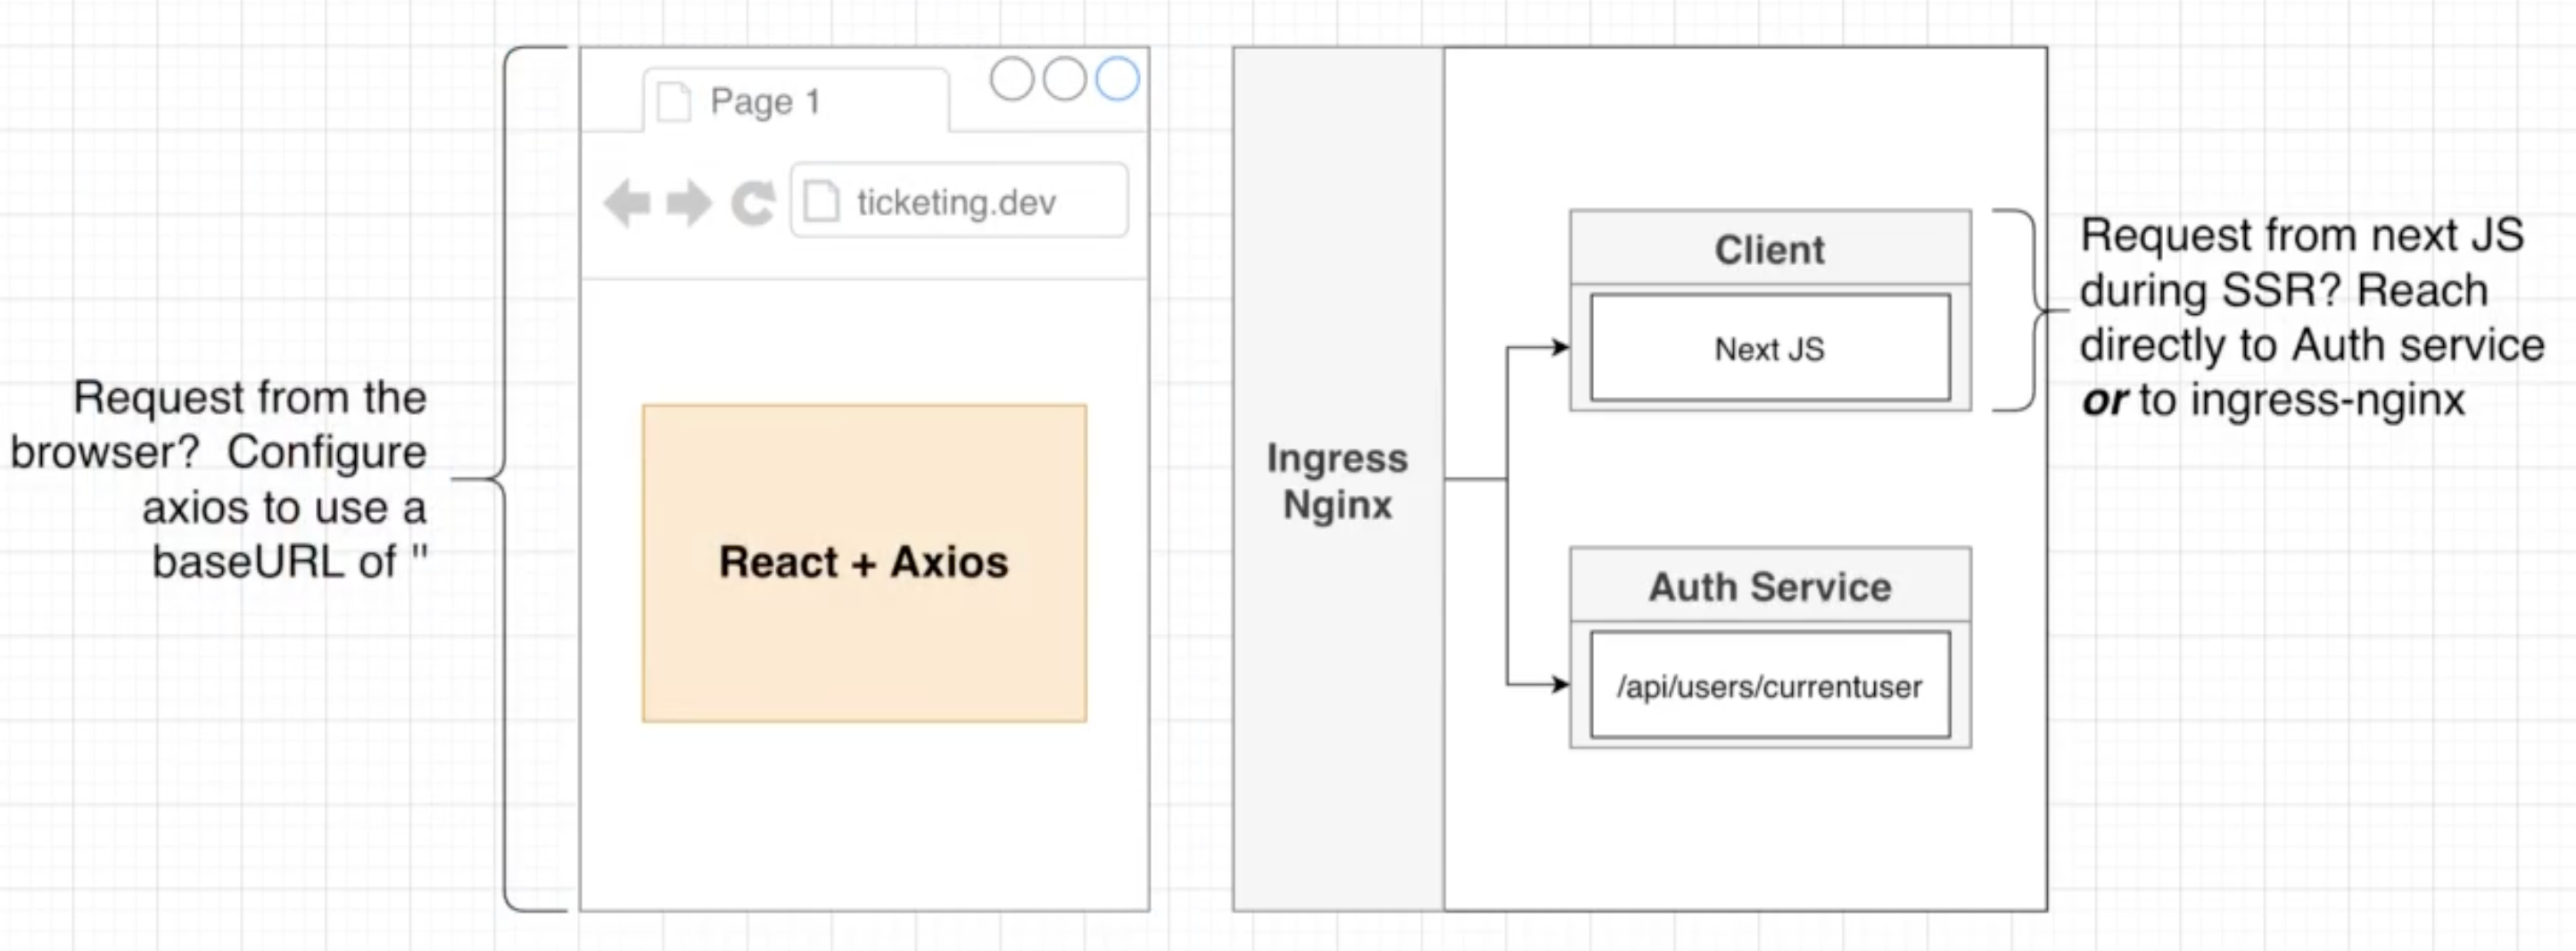 Request from the
browser?  Configure
axios to use a
baseURL of ''
Page 1
ticketing.dev
React + Axios
Ingress
Nginx
Client
Next JS
Auth Service
/api/users/currentuser
Request from next JS
during SSR? Reach
directly to Auth service
or to ingress-nginx